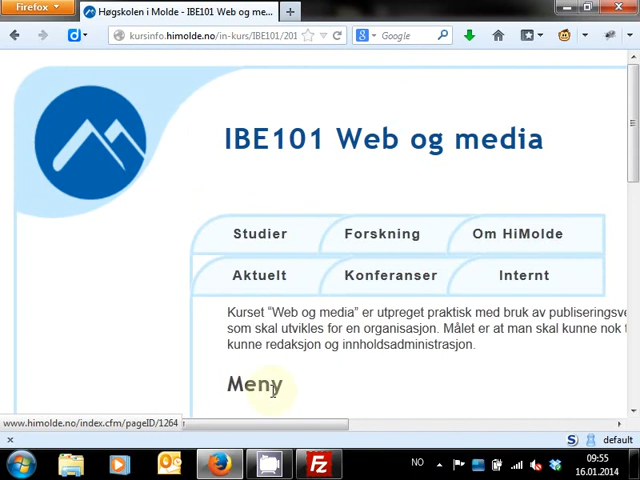 Firefox
Høgskolen i Molde - IBE101 Web og me...
kursinfo.himolde.no/in-kurs/IBE101/201
Google
IBE101 Web og media
Studier Forskning Om HiMolde
Aktuelt Konferanser Internt
Kurset “Web og media” er utpreget praktisk med bruk av publiseringsve
som skal utvikles for en organisasjon. Målet er at man skal kunne nok t
kunne redaksjon og innholdsadministrasjon.
Meny
www.himolde.no/index.cfm/pageID/1264
default
NO
09:55
16.01.2014